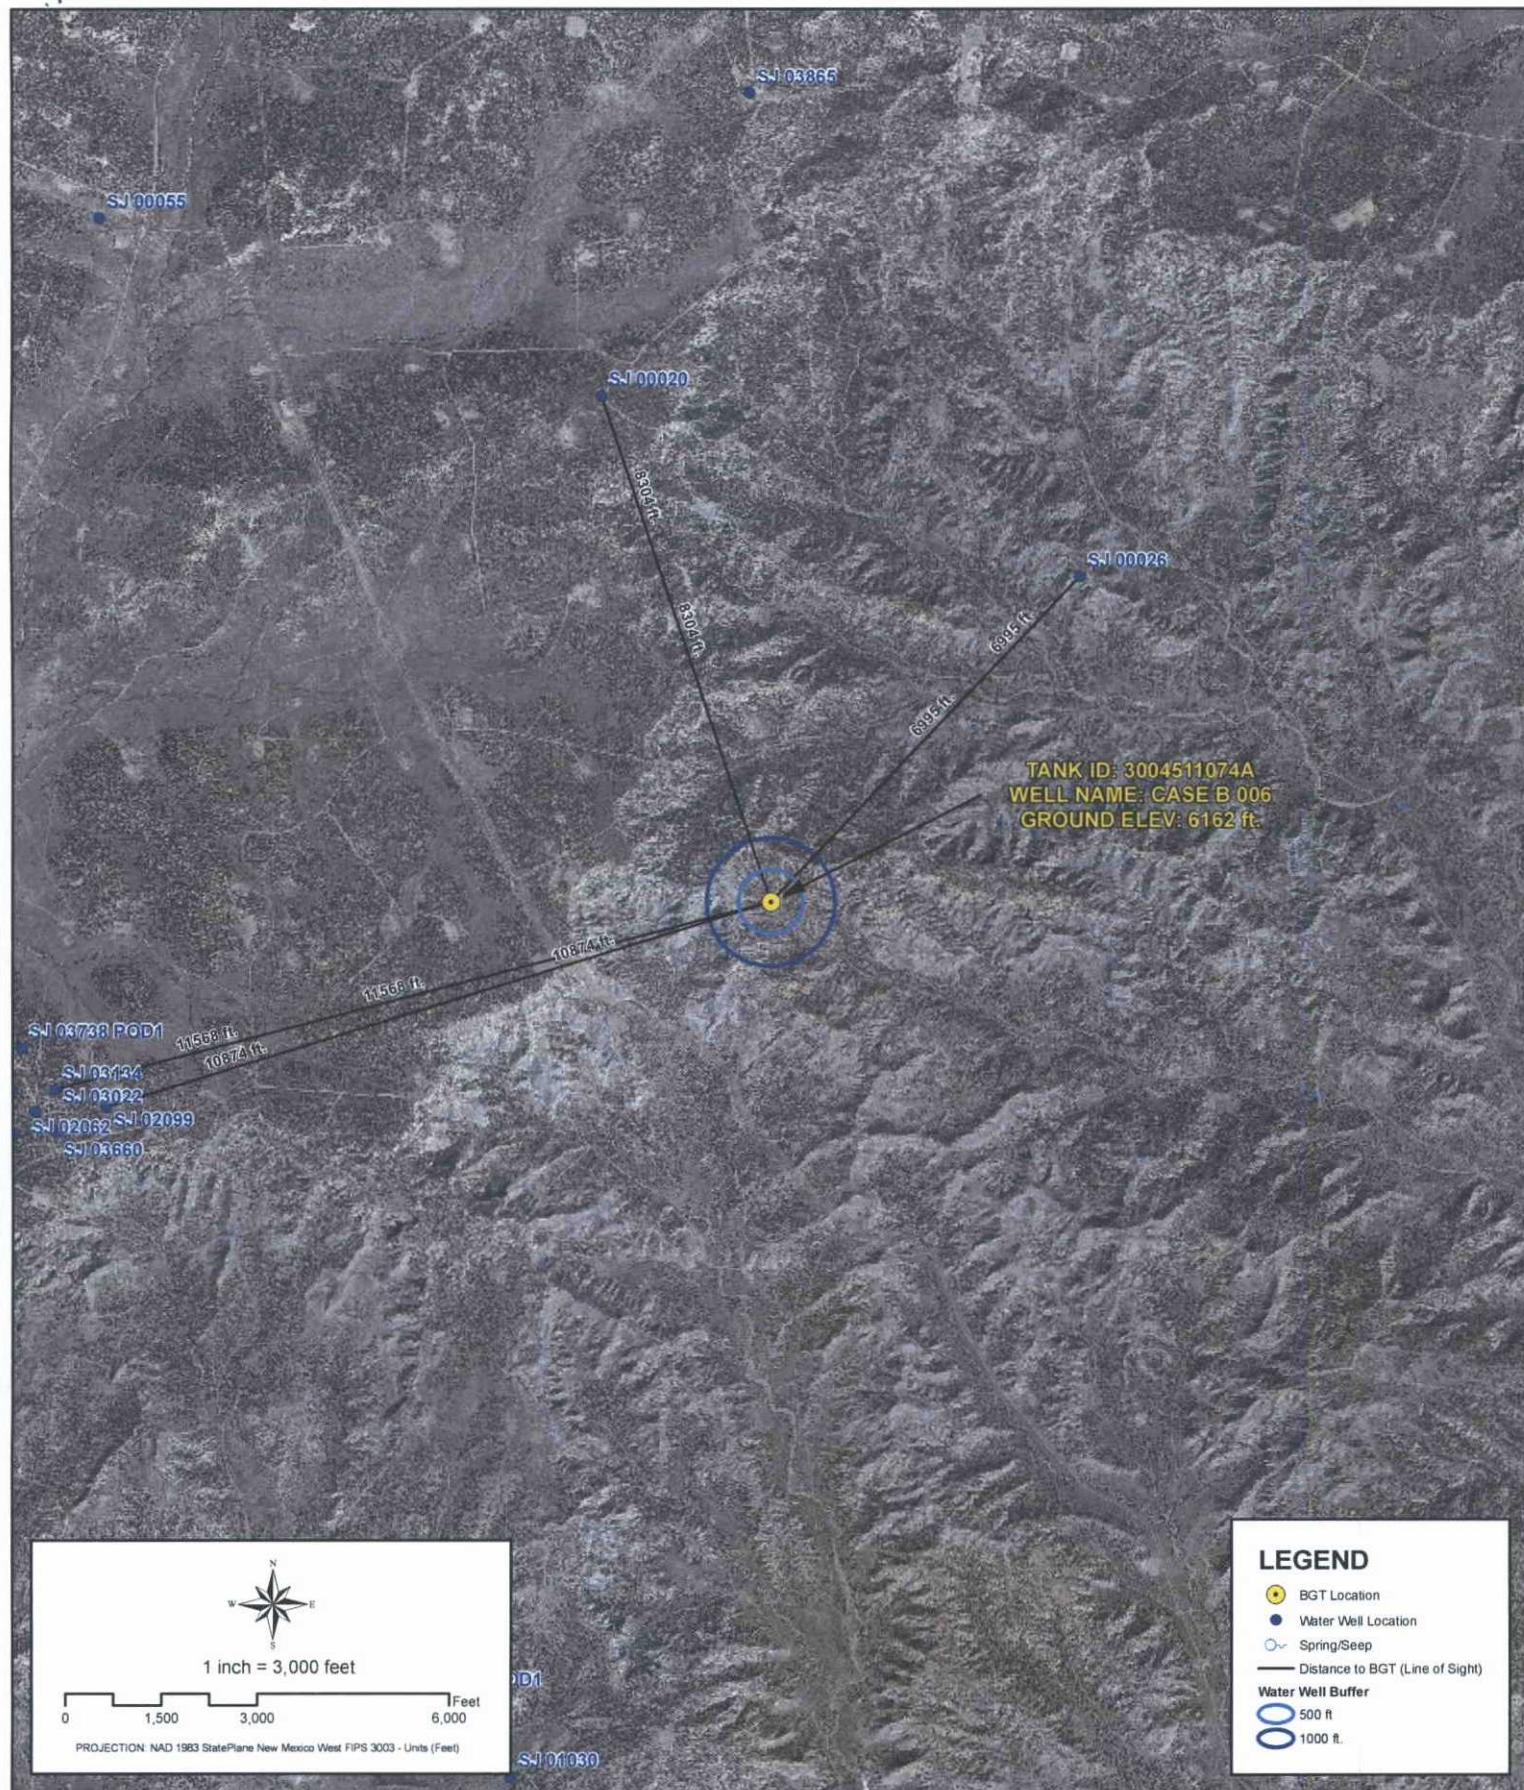 SJ 03865
SJ 00055
SJ 00020
8304 ft.
SJ 00026
8304 ft.
6995 ft.
6995 ft.
TANK ID: 3004511074A
WELL NAME: CASE B 006
GROUND ELEV: 6162 ft.
10874 ft.
11568 ft.
SJ 03738 POD1
11568 ft.
10874 ft.
SJ 03134
SJ 03022
SJ 02099
SJ 02062
SJ 03660
N
W E
S
1 inch = 3,000 feet
Feet
0 1,500 3,000 6,000
PROJECTION: NAD 1983 StatePlane New Mexico West FIPS 3003 - Units (Feet)
OD1
SJ 01030
LEGEND
BGT Location
Water Well Location
Spring/Seep
Distance to BGT (Line of Sight)
Water Well Buffer
500 ft
1000 ft.